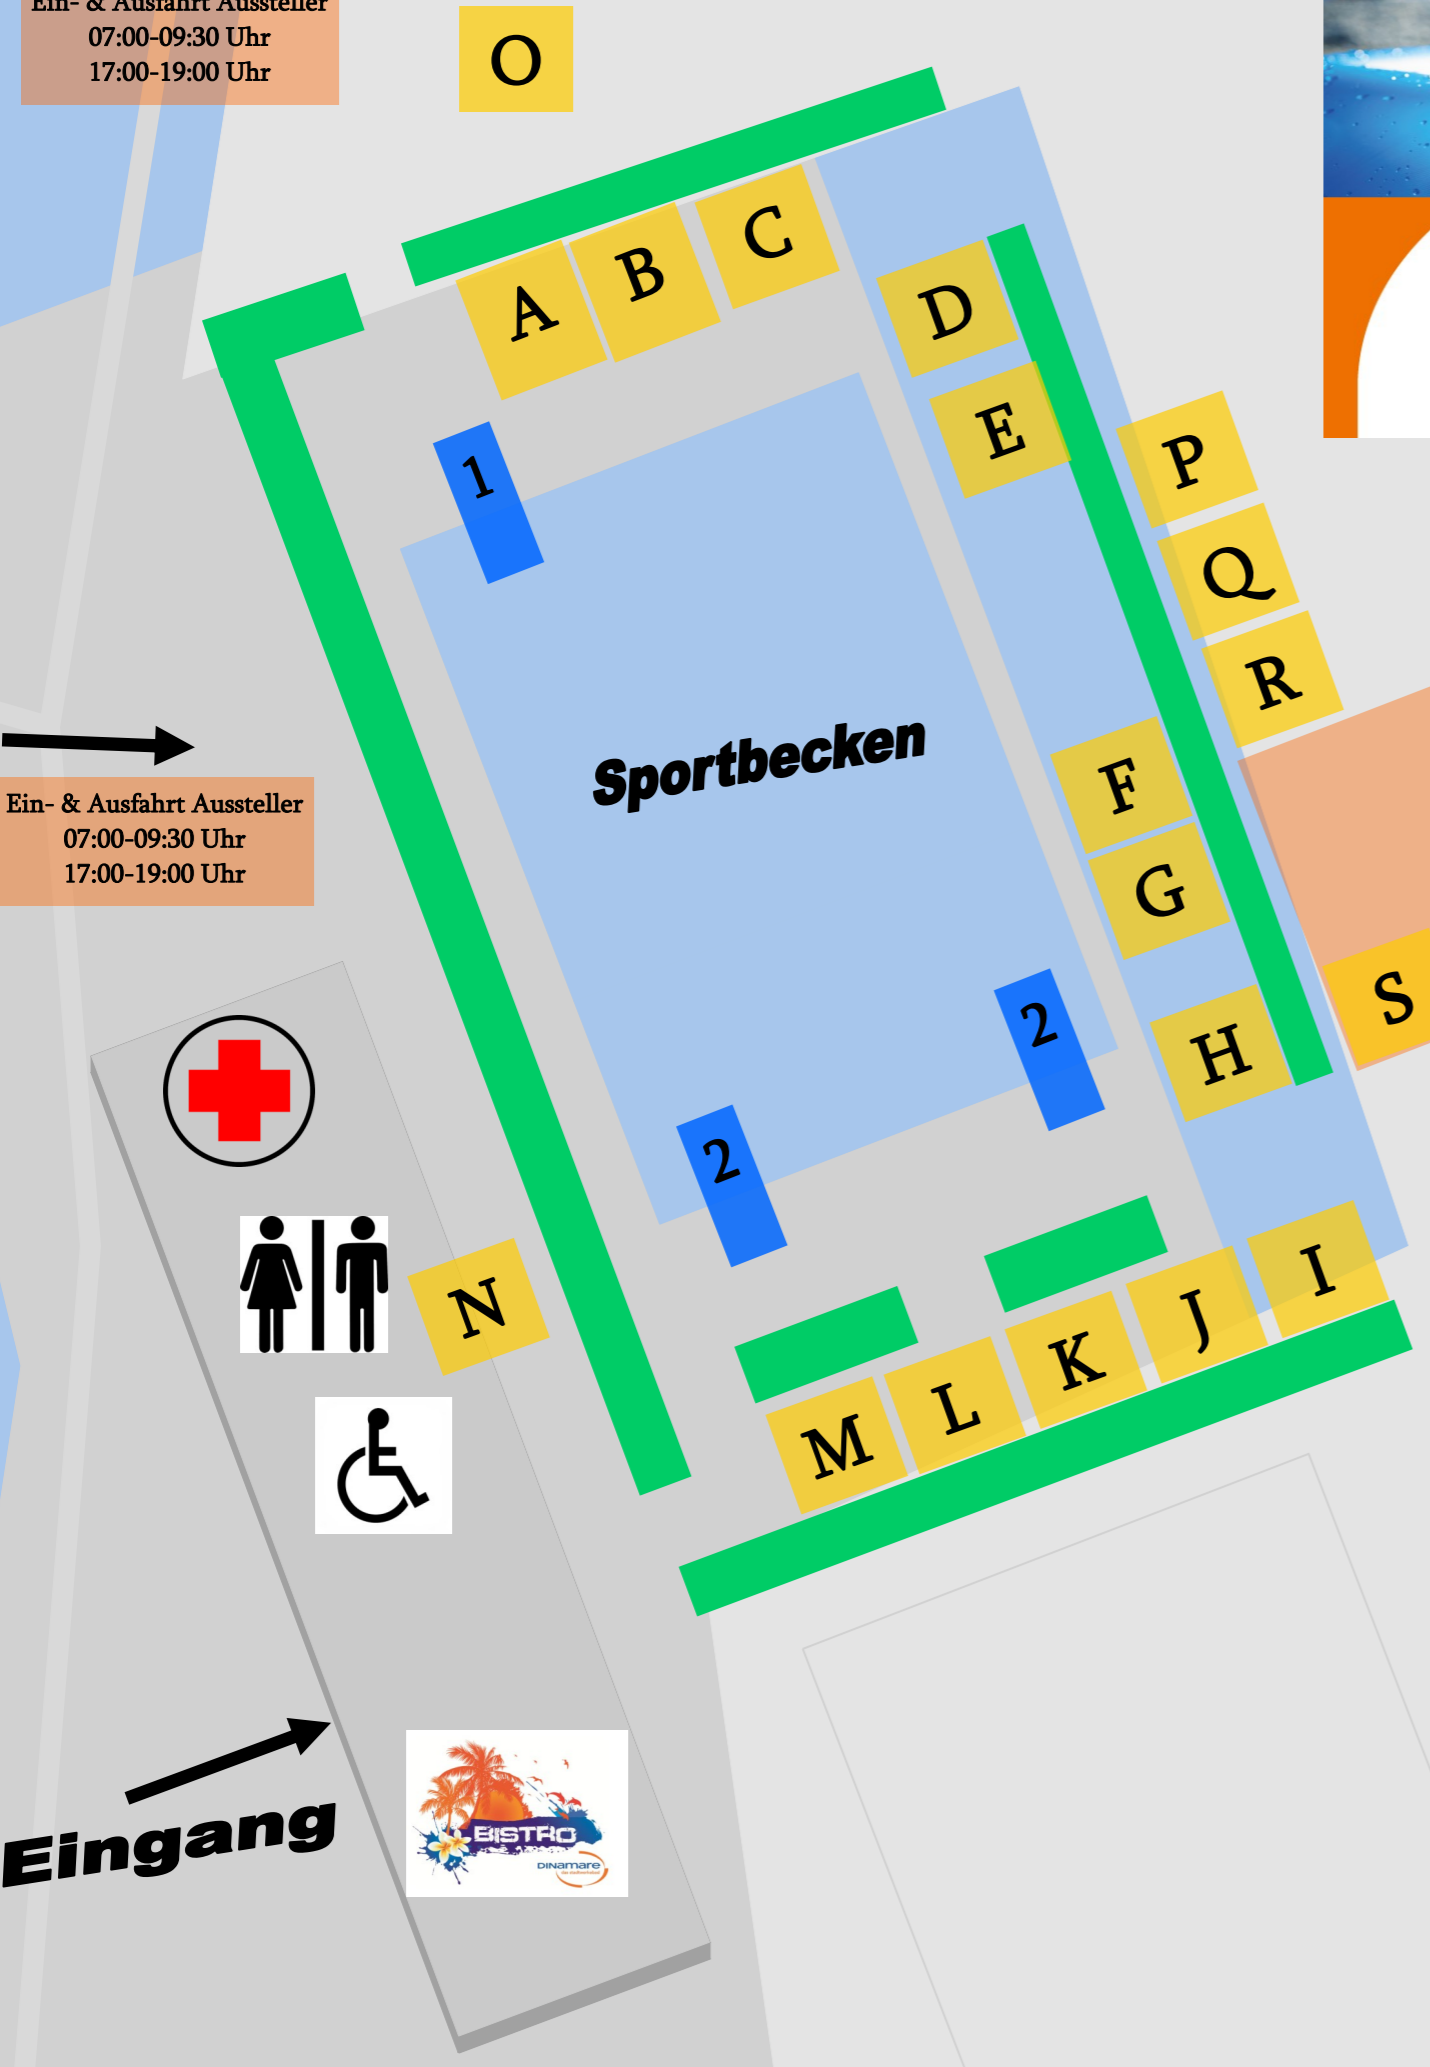 Ein- & Ausfahrt Aussteller
07:00-09:30 Uhr
17:00-19:00 Uhr
O
A
B
C
D
E
1
P
Q
R
Sportbecken
F
G
Ein- & Ausfahrt Aussteller
07:00-09:30 Uhr
17:00-19:00 Uhr
S
2
H
2
N
I
J
K
L
M
BISTRO
DINamare
Eingang